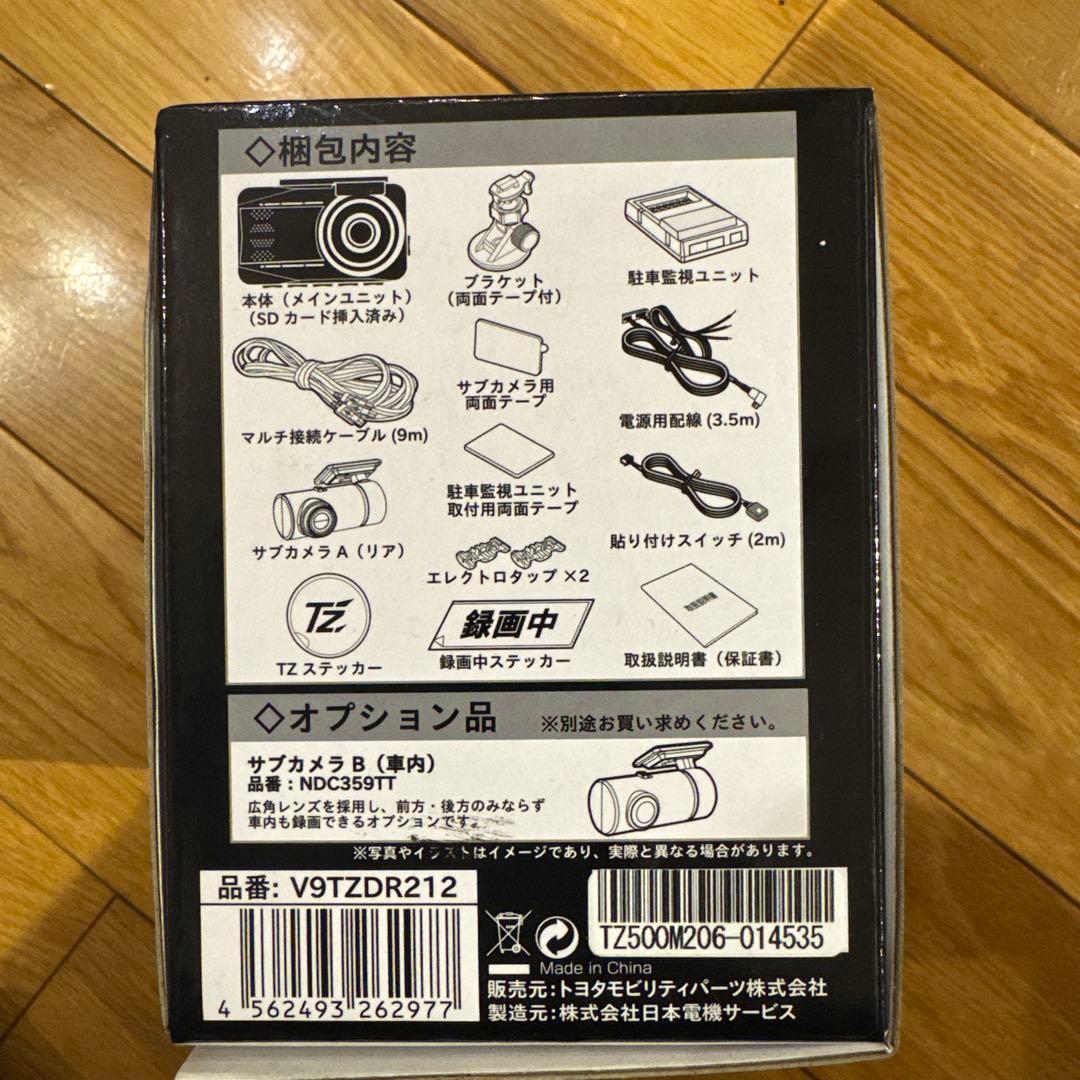 ◇梱包内容
本体（メインユニット）
（SDカード挿入済み）
ブラケット
（両面テープ付）
駐車監視ユニット
マルチ接続ケーブル(9m)
サブカメラ用
両面テープ
電源用配線(3.5m)
サブカメラA（リア）
駐車監視ユニット
取付用両面テープ
貼り付けスイッチ(2m)
エレクトロタップ ×2
TZ
TZステッカー
録画中
録画中ステッカー
取扱説明書
取扱説明書（保証書）
◇オプション品 ※別途お買い求めください。
サブカメラB（車内）
品番：NDC359TT
広角レンズを採用し、前方・後方のみならず
車内も録画できるオプションです。
※写真やイラストはイメージであり、実際と異なる場合があります。
品番: V9TZDR212
4 562493 262977
TZ500M206-014535
Made in China
販売元：トヨタモビリティパーツ株式会社
製造元：株式会社日本電機サービス